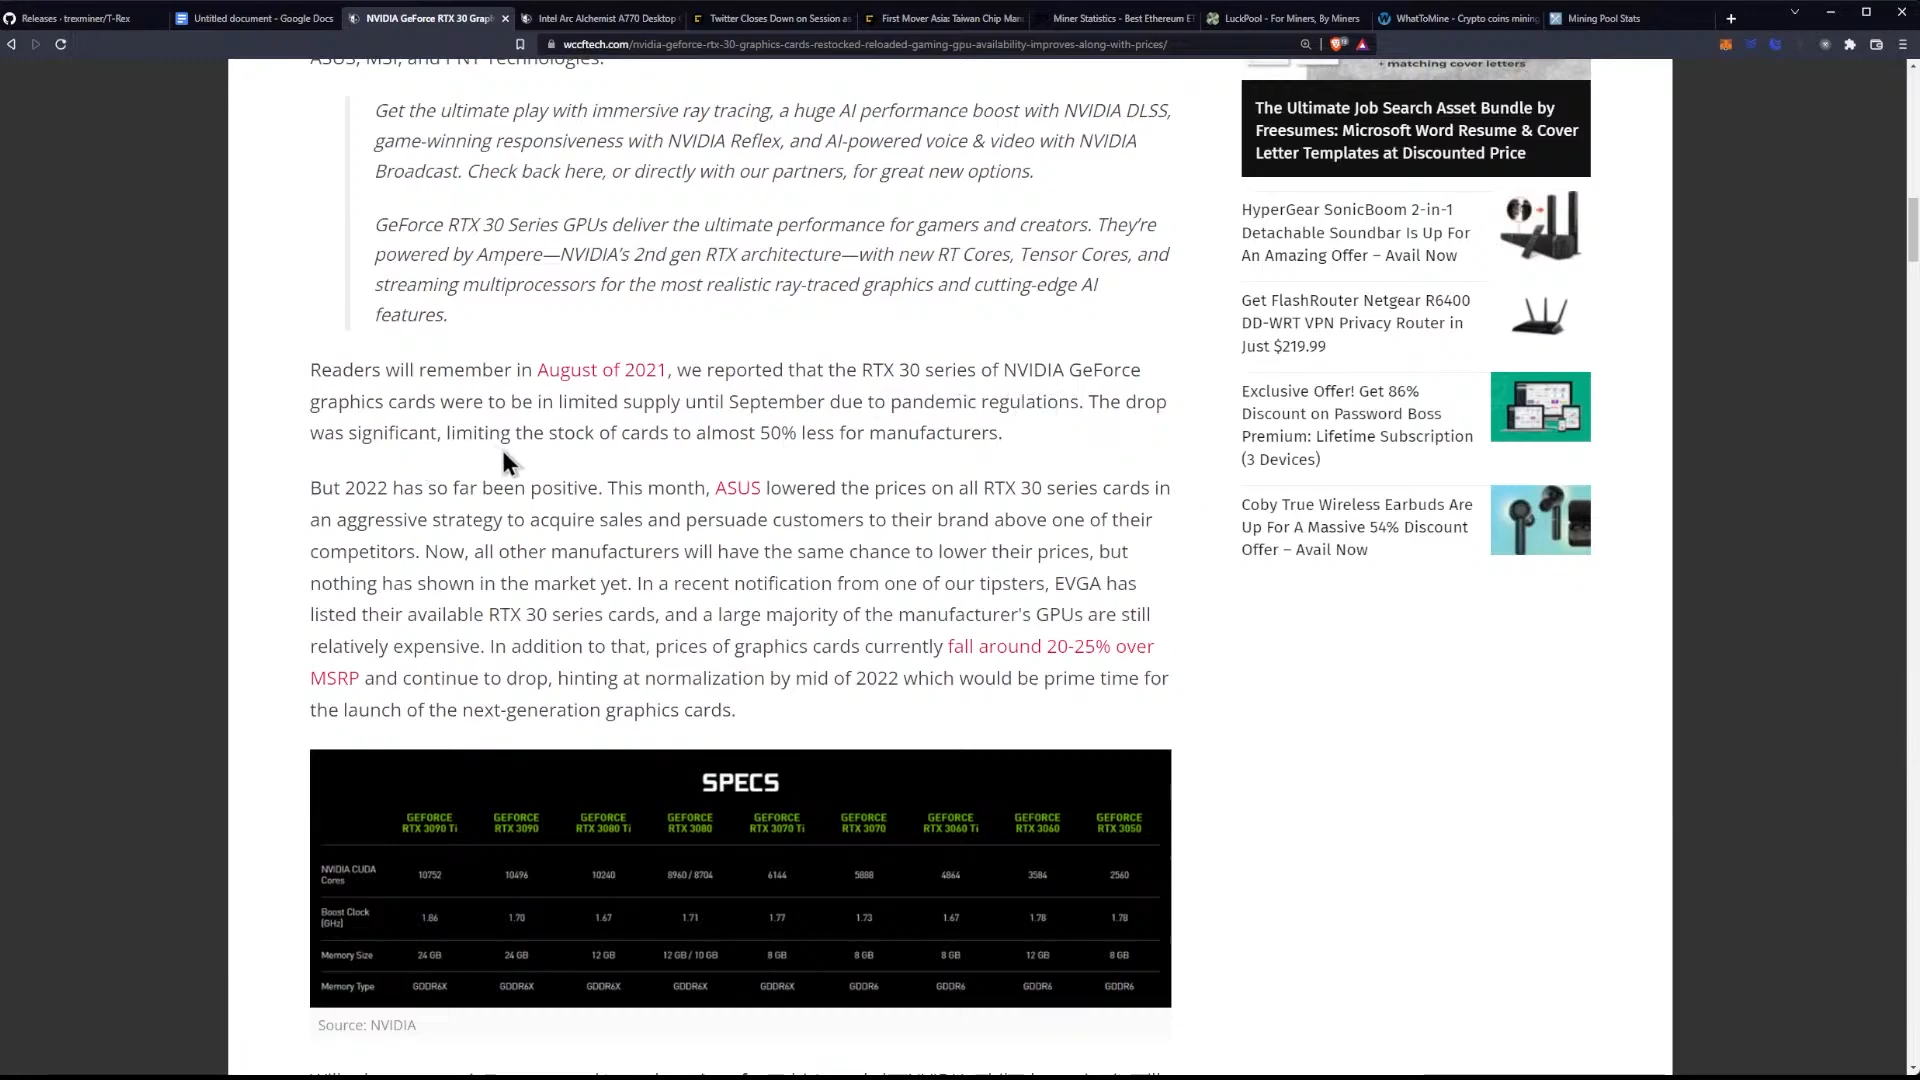 Releases · trexminer/T-Rex
Untitled document - Google Docs
NVIDIA GeForce RTX 30 Grap
Intel Arc Alchemist A770 Desktop
Twitter Closes Down on Session as
First Mover Asia: Taiwan Chip Man
Miner Statistics - Best Ethereum ET
LuckPool - For Miners, By Miners
WhatToMine - Crypto coins mining
Mining Pool Stats
wccftech.com/nvidia-geforce-rtx-30-graphics-cards-restocked-reloaded-gaming-gpu-availability-improves-along-with-prices/
ASUS, MSI, and PNY Technologies.
Get the ultimate play with immersive ray tracing, a huge AI performance boost with NVIDIA DLSS,
game-winning responsiveness with NVIDIA Reflex, and AI-powered voice & video with NVIDIA
Broadcast. Check back here, or directly with our partners, for great new options.
GeForce RTX 30 Series GPUs deliver the ultimate performance for gamers and creators. They’re
powered by Ampere—NVIDIA’s 2nd gen RTX architecture—with new RT Cores, Tensor Cores, and
streaming multiprocessors for the most realistic ray-traced graphics and cutting-edge AI
features.
Readers will remember in August of 2021, we reported that the RTX 30 series of NVIDIA GeForce
graphics cards were to be in limited supply until September due to pandemic regulations. The drop
was significant, limiting the stock of cards to almost 50% less for manufacturers.
But 2022 has so far been positive. This month, ASUS lowered the prices on all RTX 30 series cards in
an aggressive strategy to acquire sales and persuade customers to their brand above one of their
competitors. Now, all other manufacturers will have the same chance to lower their prices, but
nothing has shown in the market yet. In a recent notification from one of our tipsters, EVGA has
listed their available RTX 30 series cards, and a large majority of the manufacturer's GPUs are still
relatively expensive. In addition to that, prices of graphics cards currently fall around 20-25% over
MSRP and continue to drop, hinting at normalization by mid of 2022 which would be prime time for
the launch of the next-generation graphics cards.
SPECS
GEFORCE RTX 3090 Ti GEFORCE RTX 3090 GEFORCE RTX 3080 Ti GEFORCE RTX 3080 GEFORCE RTX 3070 Ti GEFORCE RTX 3070 GEFORCE RTX 3060 Ti GEFORCE RTX 3060 GEFORCE RTX 3050
NVIDIA CUDA Cores 10752 10496 10240 8960 / 8704 6144 5888 4864 3584 2560
Boost Clock (GHz) 1.86 1.70 1.67 1.71 1.77 1.73 1.67 1.78 1.78
Memory Size 24 GB 24 GB 12 GB 12 GB / 10 GB 8 GB 8 GB 8 GB 12 GB 8 GB
Memory Type GDDR6X GDDR6X GDDR6X GDDR6X GDDR6X GDDR6 GDDR6 GDDR6 GDDR6
Source: NVIDIA
+ matching cover letters
The Ultimate Job Search Asset Bundle by
Freesumes: Microsoft Word Resume & Cover
Letter Templates at Discounted Price
HyperGear SonicBoom 2-in-1
Detachable Soundbar Is Up For
An Amazing Offer – Avail Now
Get FlashRouter Netgear R6400
DD-WRT VPN Privacy Router in
Just $219.99
Exclusive Offer! Get 86%
Discount on Password Boss
Premium: Lifetime Subscription
(3 Devices)
Coby True Wireless Earbuds Are
Up For A Massive 54% Discount
Offer – Avail Now